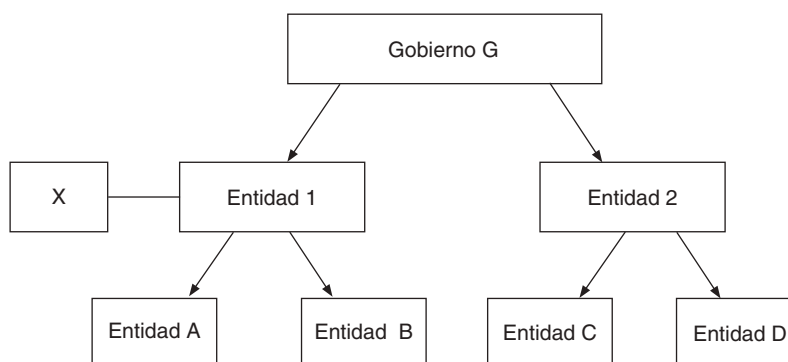 Gobierno G
X
Entidad 1
Entidad 2
Entidad A
Entidad B
Entidad C
Entidad D